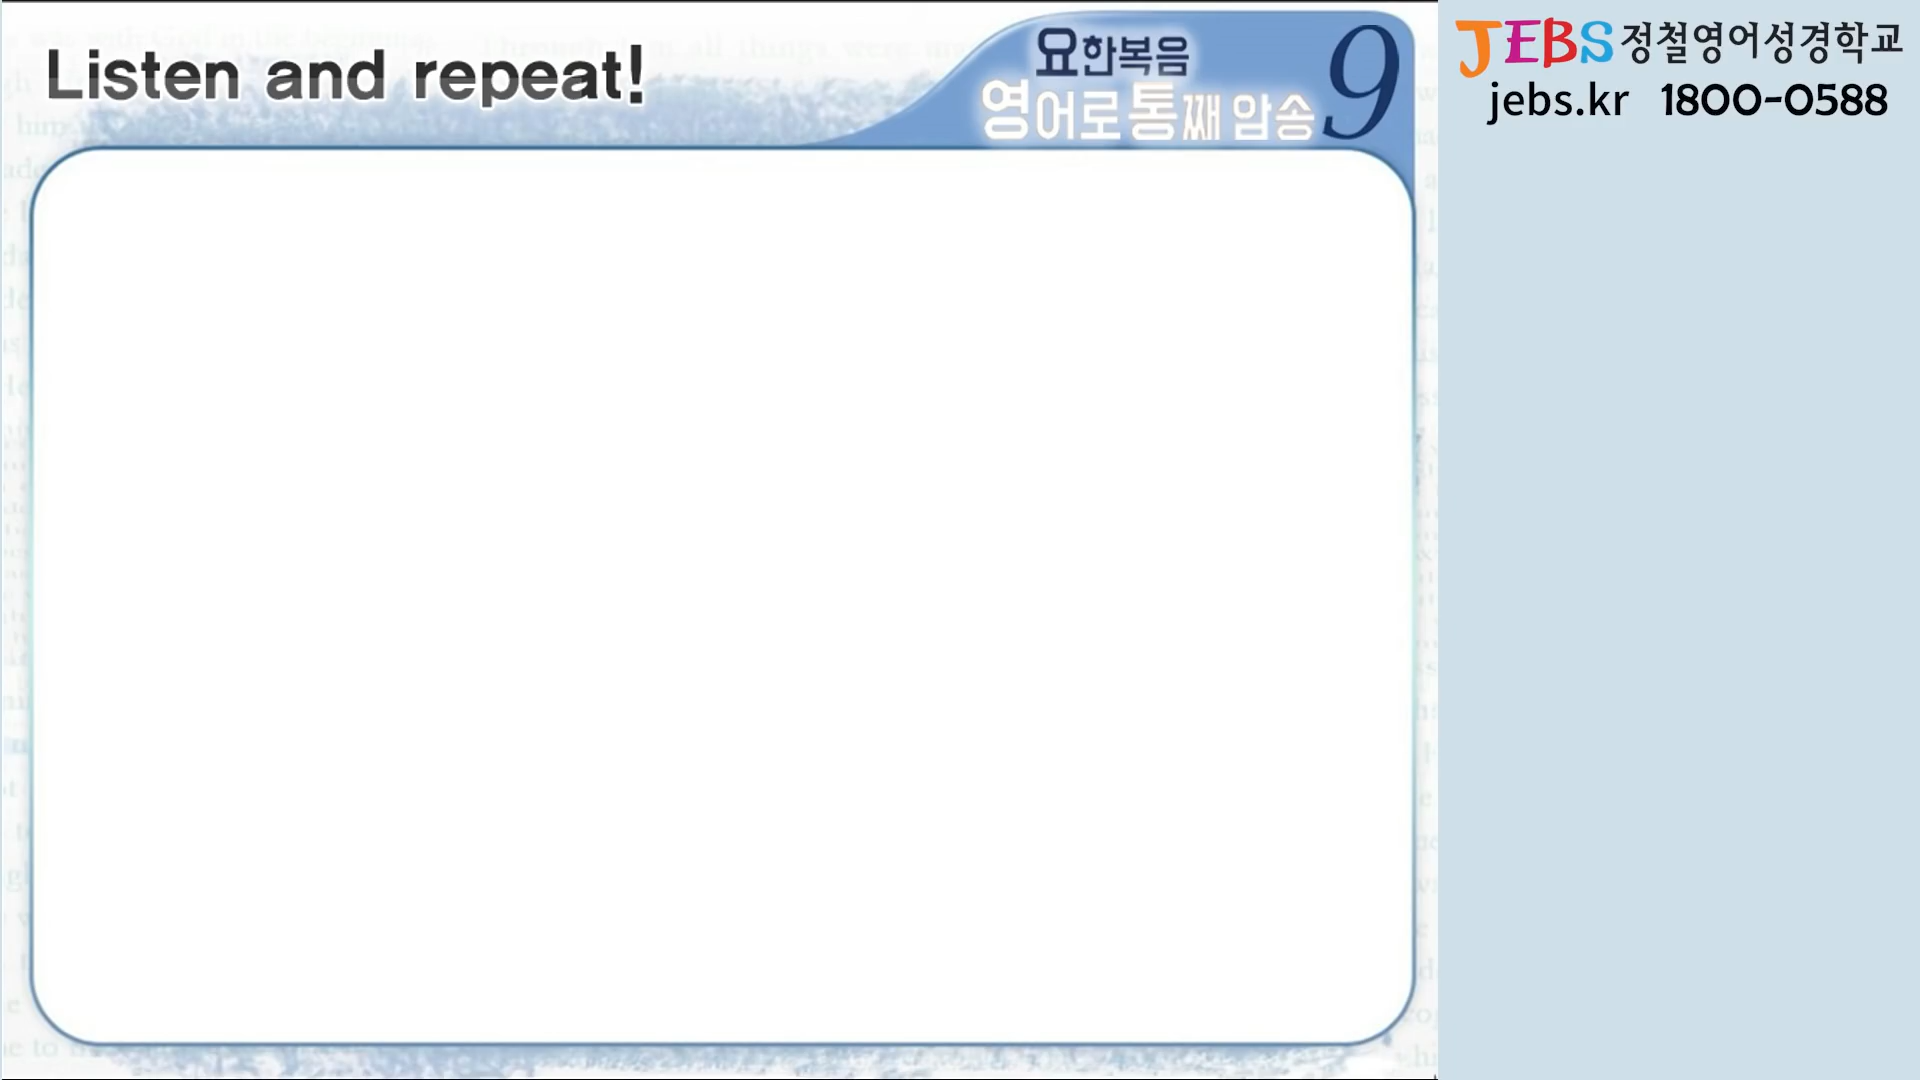 Listen and repeat!
요한복음
영어로 통째 암송 9
JEBS 정철영어성경학교
jebs.kr 1800-0588